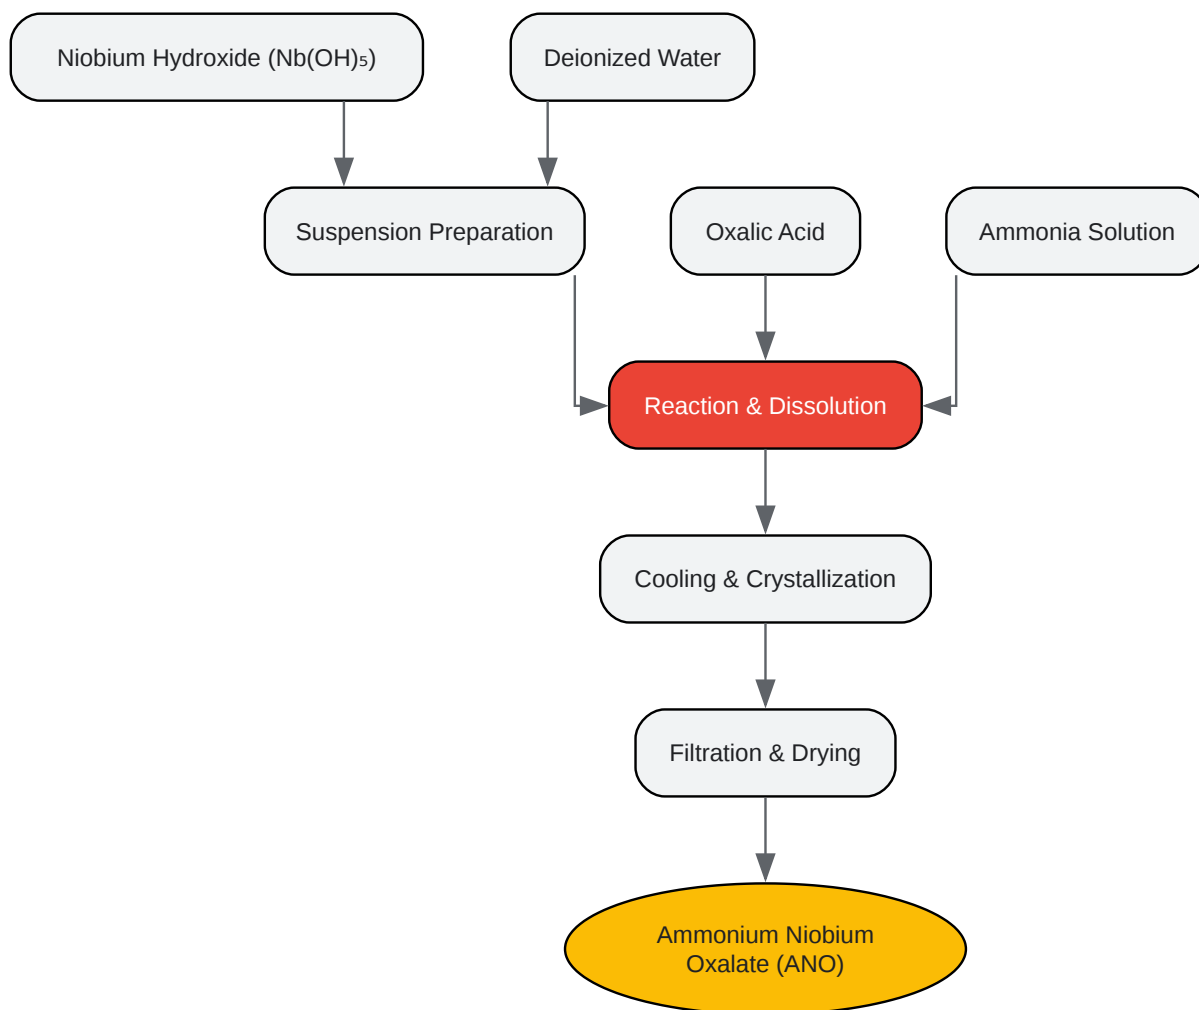 Niobium Hydroxide (Nb(OH)₅)
Deionized Water
Suspension Preparation
Oxalic Acid
Ammonia Solution
Reaction & Dissolution
Cooling & Crystallization
Filtration & Drying
Ammonium Niobium
Oxalate (ANO)